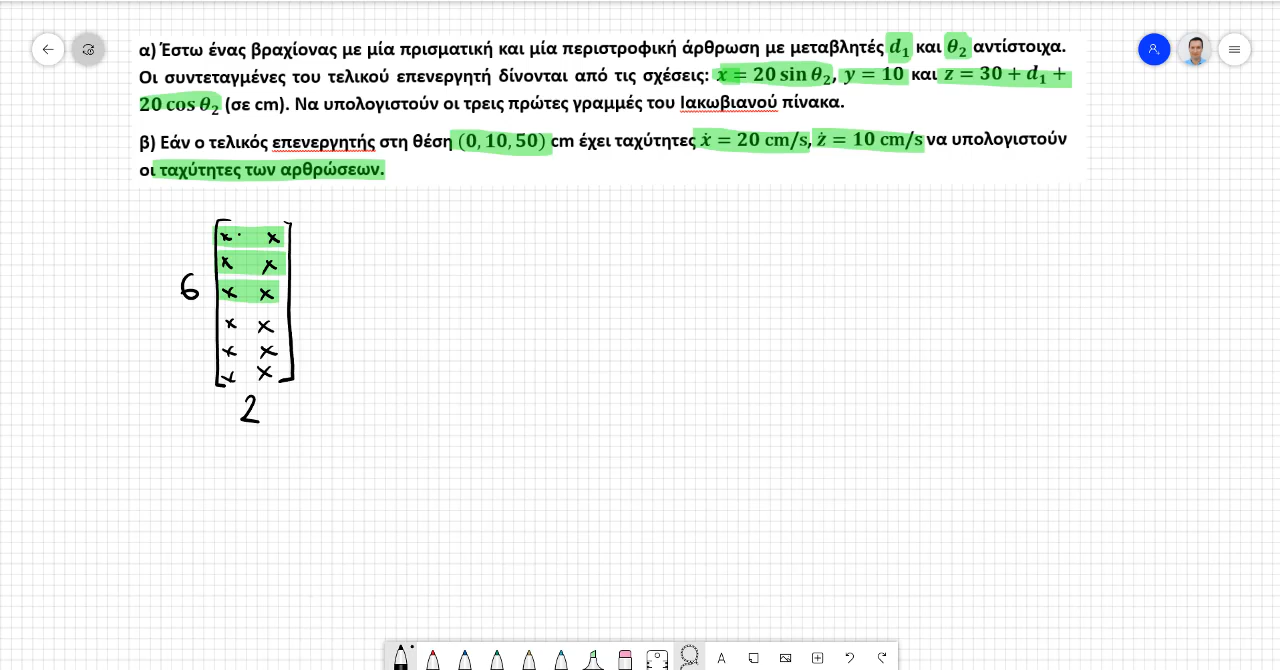 α) Έστω ένας βραχίονας με μία πρισματική και μία περιστροφική άρθρωση με μεταβλητές d₁ και θ₂ αντίστοιχα.
Οι συντεταγμένες του τελικού επενεργητή δίνονται από τις σχέσεις: x = 20 sin θ₂, y = 10 και z = 30 + d₁ +
20 cos θ₂ (σε cm). Να υπολογιστούν οι τρεις πρώτες γραμμές του Ιακωβιανού πίνακα.
β) Εάν ο τελικός επενεργητής στη θέση (0, 10, 50) cm έχει ταχύτητες ẋ = 20 cm/s, ż = 10 cm/s να υπολογιστούν
οι ταχύτητες των αρθρώσεων.
x x
x x
6 x x
x x
x x
x x
2
A